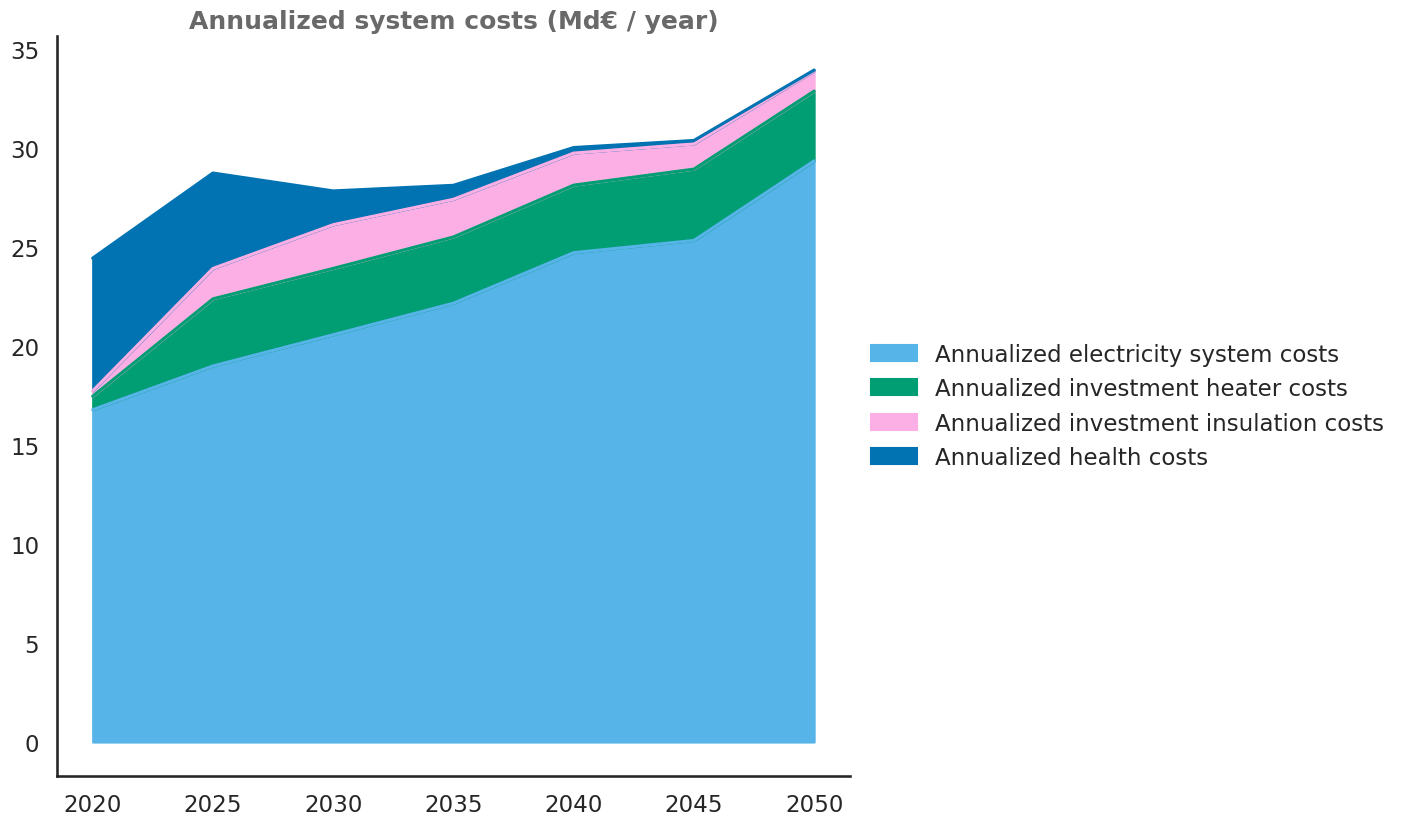 Annualized system costs (Md€ / year)
35
30
25
20
15
10
5
0
2020 2025 2030 2035 2040 2045 2050
Annualized electricity system costs
Annualized investment heater costs
Annualized investment insulation costs
Annualized health costs